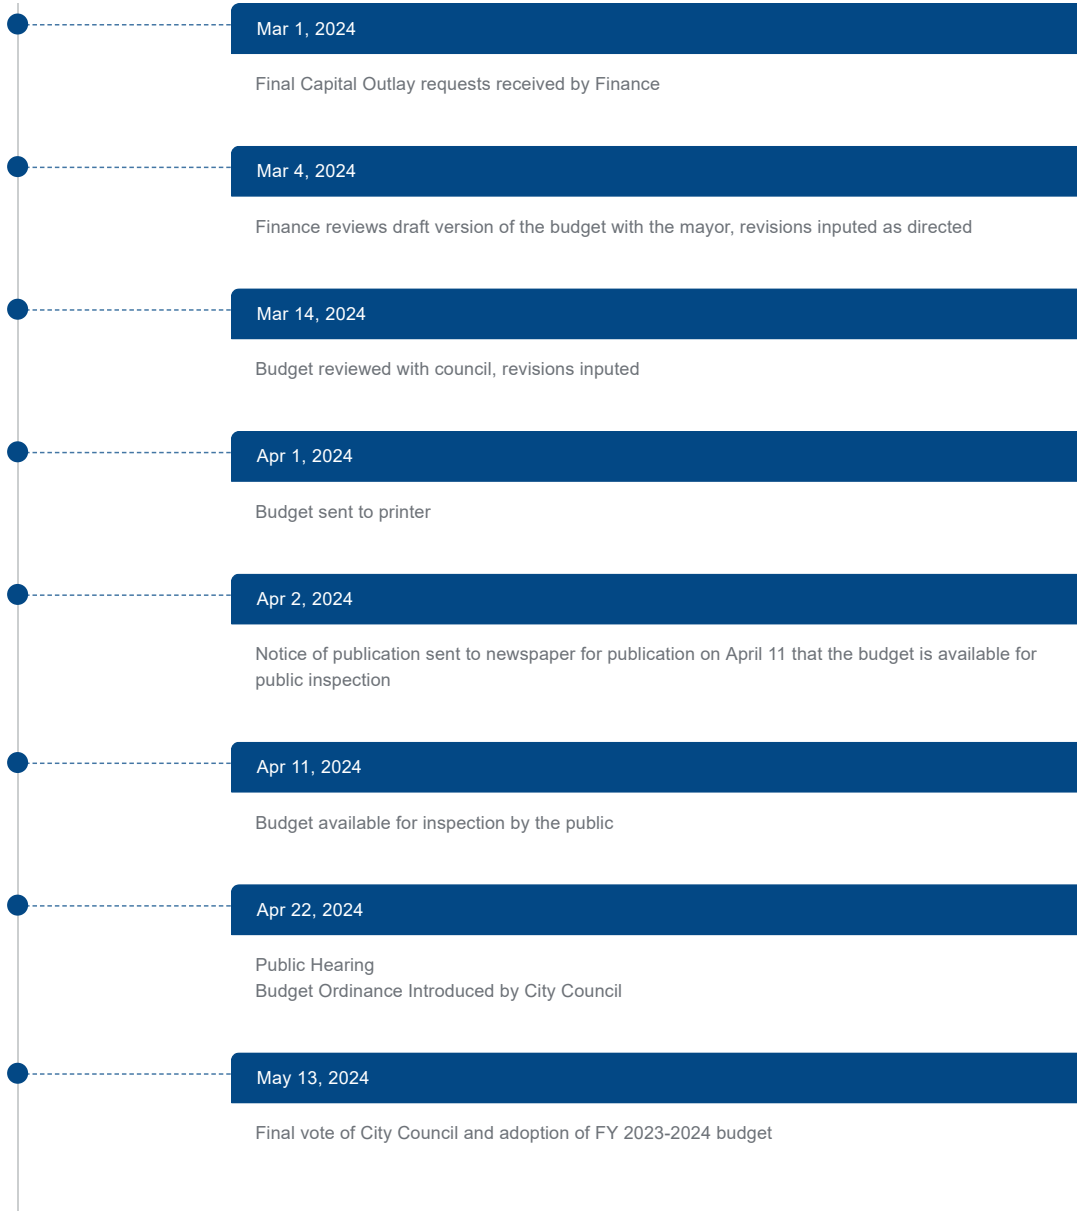 Mar 1, 2024
Final Capital Outlay requests received by Finance
Mar 4, 2024
Finance reviews draft version of the budget with the mayor, revisions inputed as directed
Mar 14, 2024
Budget reviewed with council, revisions inputed
Apr 1, 2024
Budget sent to printer
Apr 2, 2024
Notice of publication sent to newspaper for publication on April 11 that the budget is available for
public inspection
Apr 11, 2024
Budget available for inspection by the public
Apr 22, 2024
Public Hearing
Budget Ordinance Introduced by City Council
May 13, 2024
Final vote of City Council and adoption of FY 2023-2024 budget